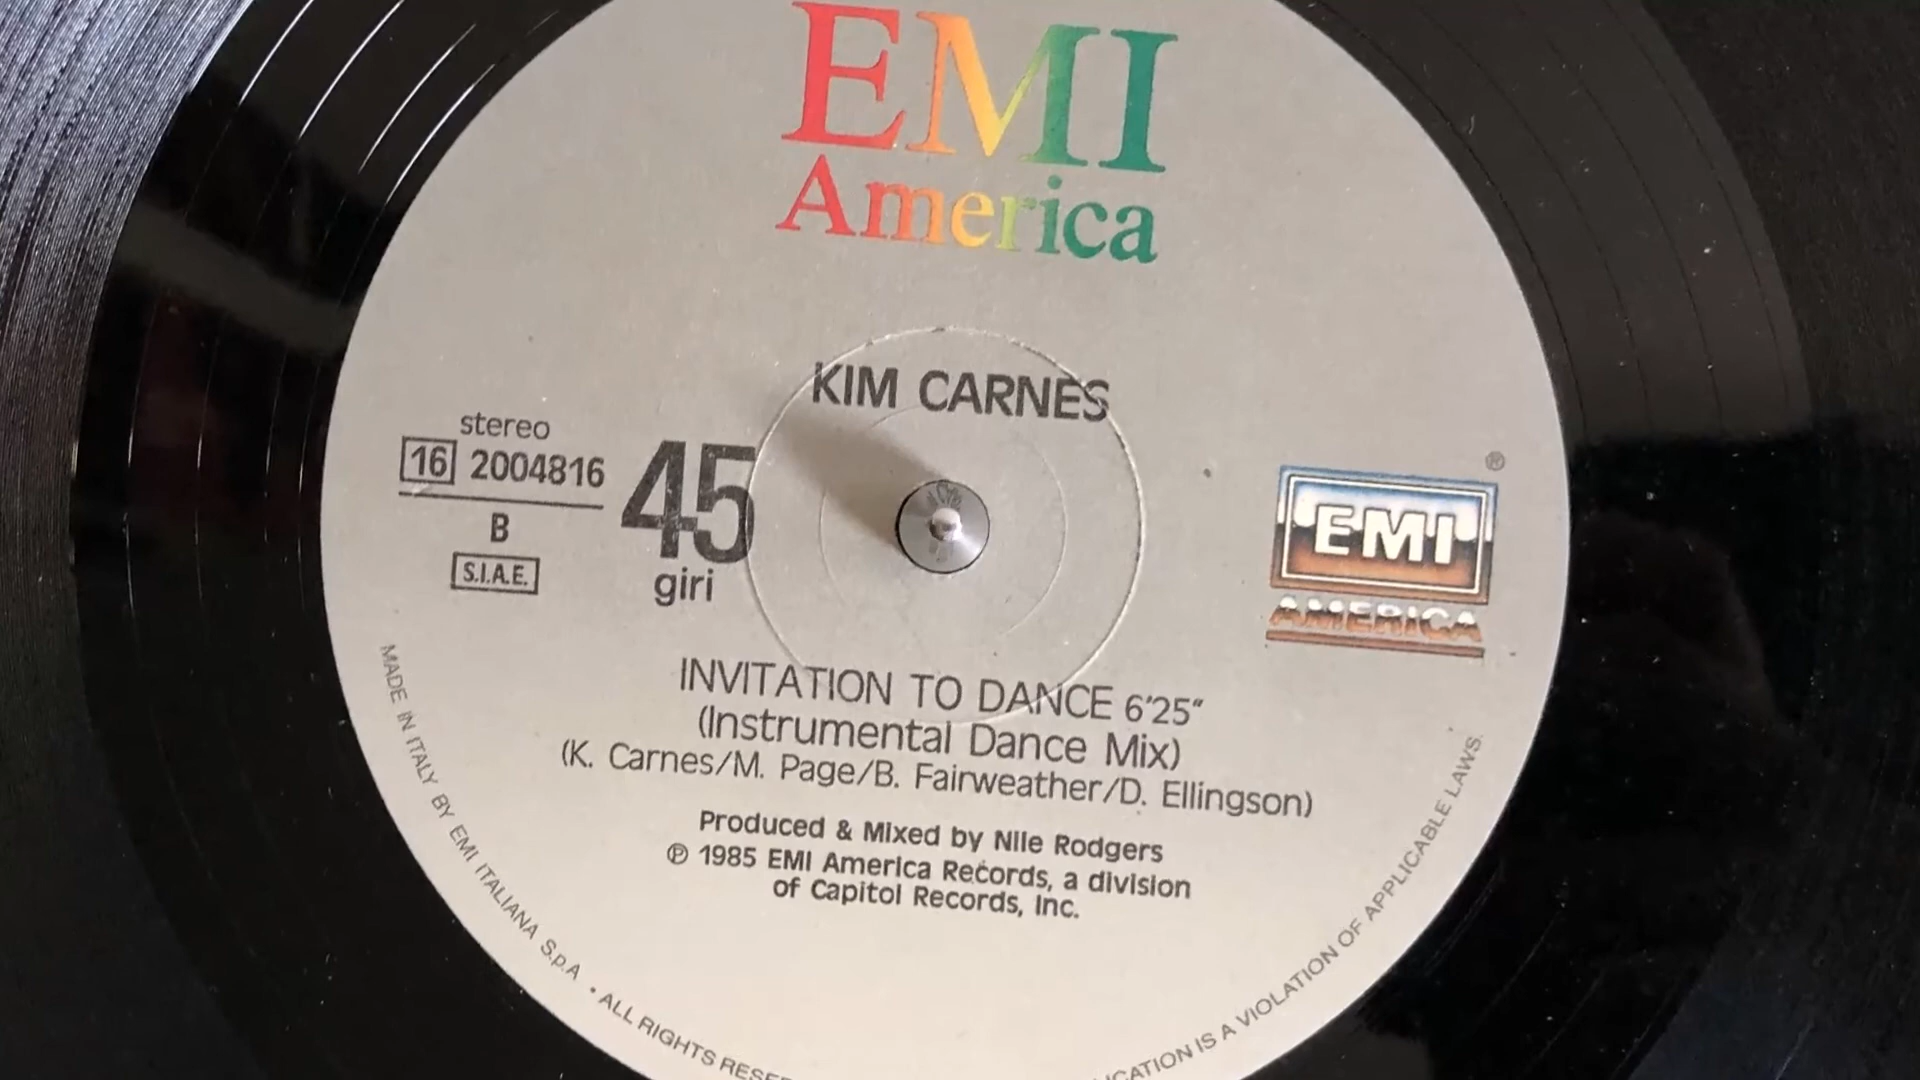 EMI
America
KIM CARNES
stereo
16 2004816
B
S.I.A.E.
45
giri
®
EMI
AMERICA
INVITATION TO DANCE 6'25"
(Instrumental Dance Mix)
(K. Carnes/M. Page/B. Fairweather/D. Ellingson)
Produced & Mixed by Nile Rodgers
℗ 1985 EMI America Records, a division
of Capitol Records, Inc.
MADE IN ITALY BY EMI ITALIANA S.p.A • ALL RIGHTS
IS A VIOLATION OF APPLICABLE LAWS.